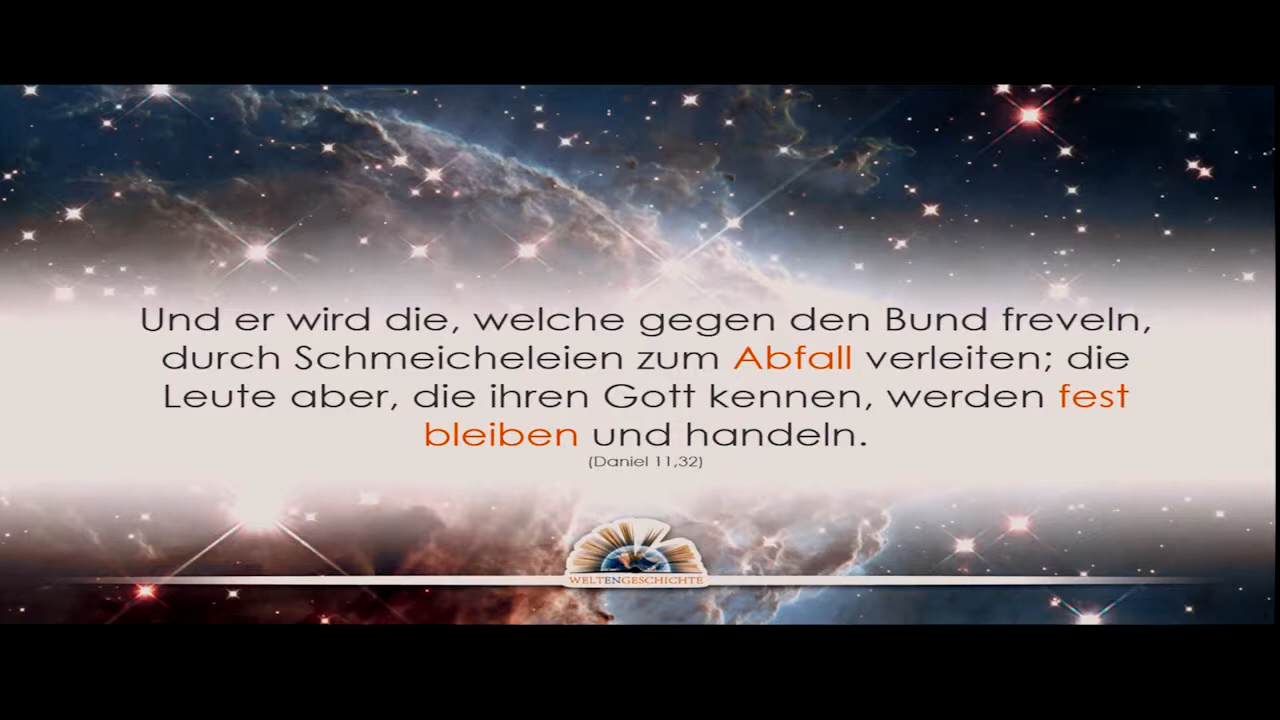 Und er wird die, welche gegen den Bund freveln,
durch Schmeicheleien zum Abfall verleiten; die
Leute aber, die ihren Gott kennen, werden fest
bleiben und handeln.
(Daniel 11,32)
WELTENGESCHICHTE